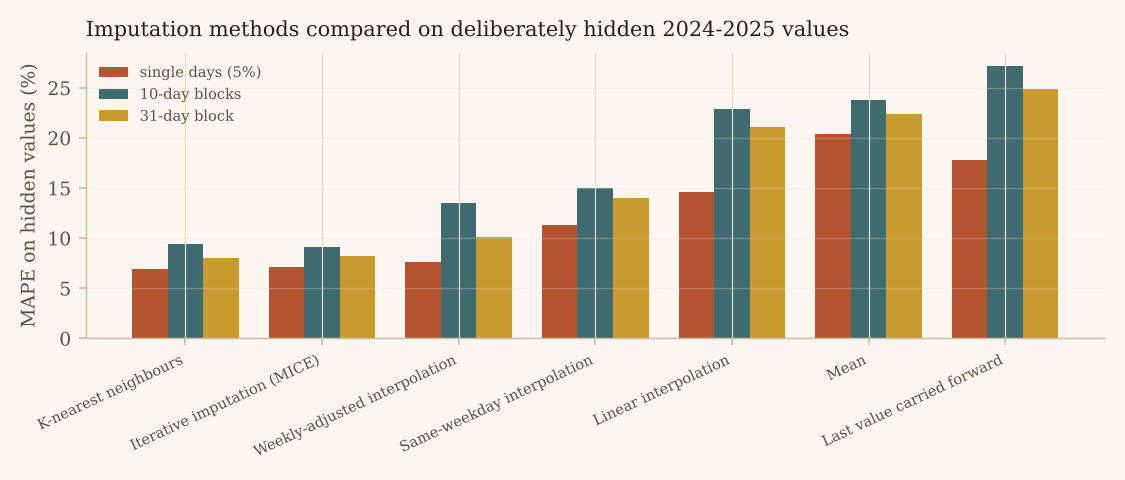 Imputation methods compared on deliberately hidden 2024-2025 values
MAPE on hidden values (%)
25
20
15
10
5
0
single days (5%)
10-day blocks
31-day block
K-nearest neighbours
Iterative imputation (MICE)
Weekly-adjusted interpolation
Same-weekday interpolation
Linear interpolation
Mean
Last value carried forward